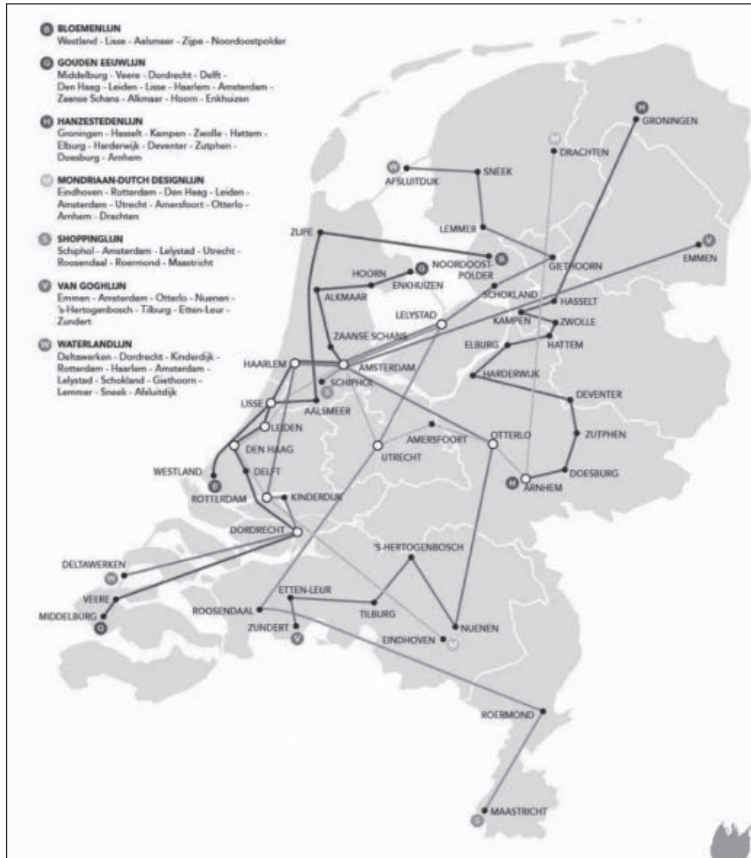 B BLOEMENLIJN
Westland - Lisse - Aalsmeer - Zijpe - Noordoostpolder
G GOUDEN EEUWLIJN
Middelburg - Veere - Dordrecht - Delft -
Den Haag - Leiden - Lisse - Haarlem - Amsterdam -
Zaanse Schans - Alkmaar - Hoorn - Enkhuizen
H HANZESTEDENLIJN
Groningen - Hasselt - Kampen - Zwolle - Hattem -
Elburg - Harderwijk - Deventer - Zutphen -
Doesburg - Arnhem
M MONDRIAAN-DUTCH DESIGNLIJN
Eindhoven - Rotterdam - Den Haag - Leiden -
Amsterdam - Utrecht - Amersfoort - Otterlo -
Arnhem - Drachten
S SHOPPINGLIJN
Schiphol - Amsterdam - Lelystad - Utrecht -
Roosendaal - Roermond - Maastricht
V VAN GOGHLIJN
Emmen - Amsterdam - Otterlo - Nuenen -
's-Hertogenbosch - Tilburg - Etten-Leur -
Zundert
W WATERLANDLIJN
Deltawerken - Dordrecht - Kinderdijk -
Rotterdam - Haarlem - Amsterdam -
Lelystad - Schokland - Giethoorn -
Lemmer - Sneek - Afsluitdijk
H
GRONINGEN
M
DRACHTEN
W
AFSLUITDIJK
SNEEK
LEMMER
ZIJPE
V
EMMEN
B
NOORDOOST-
POLDER
GIETHOORN
HOORN
G
ENKHUIZEN
SCHOKLAND
ALKMAAR
HASSELT
LELYSTAD
KAMPEN
ZWOLLE
ZAANSE SCHANS
ELBURG
HATTEM
HAARLEM
AMSTERDAM
SCHIPHOL
S
HARDERWIJK
LISSE
AALSMEER
DEVENTER
LEIDEN
OTTERLO
ZUTPHEN
AMERSFOORT
DEN HAAG
UTRECHT
WESTLAND
B
DELFT
DOESBURG
H
ARNHEM
ROTTERDAM
KINDERDIJK
DORDRECHT
'S-HERTOGENBOSCH
DELTAWERKEN
W
ETTEN-LEUR
VEERE
ROOSENDAAL
TILBURG
MIDDELBURG
G
ZUNDERT
V
NUENEN
EINDHOVEN
M
ROERMOND
MAASTRICHT
S